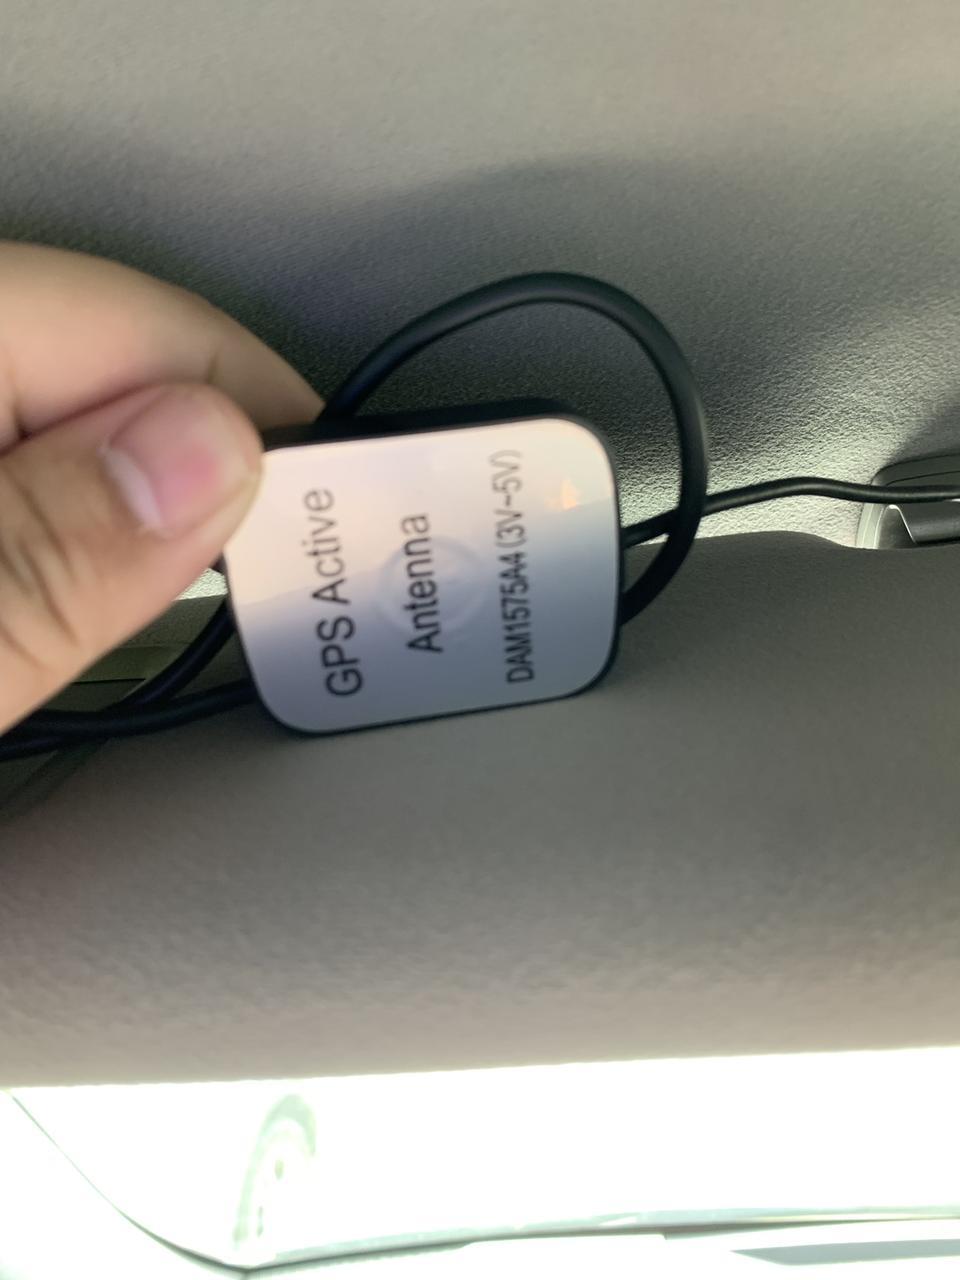 GPS Active
Antenna
DAM1575A4(3V~5V)